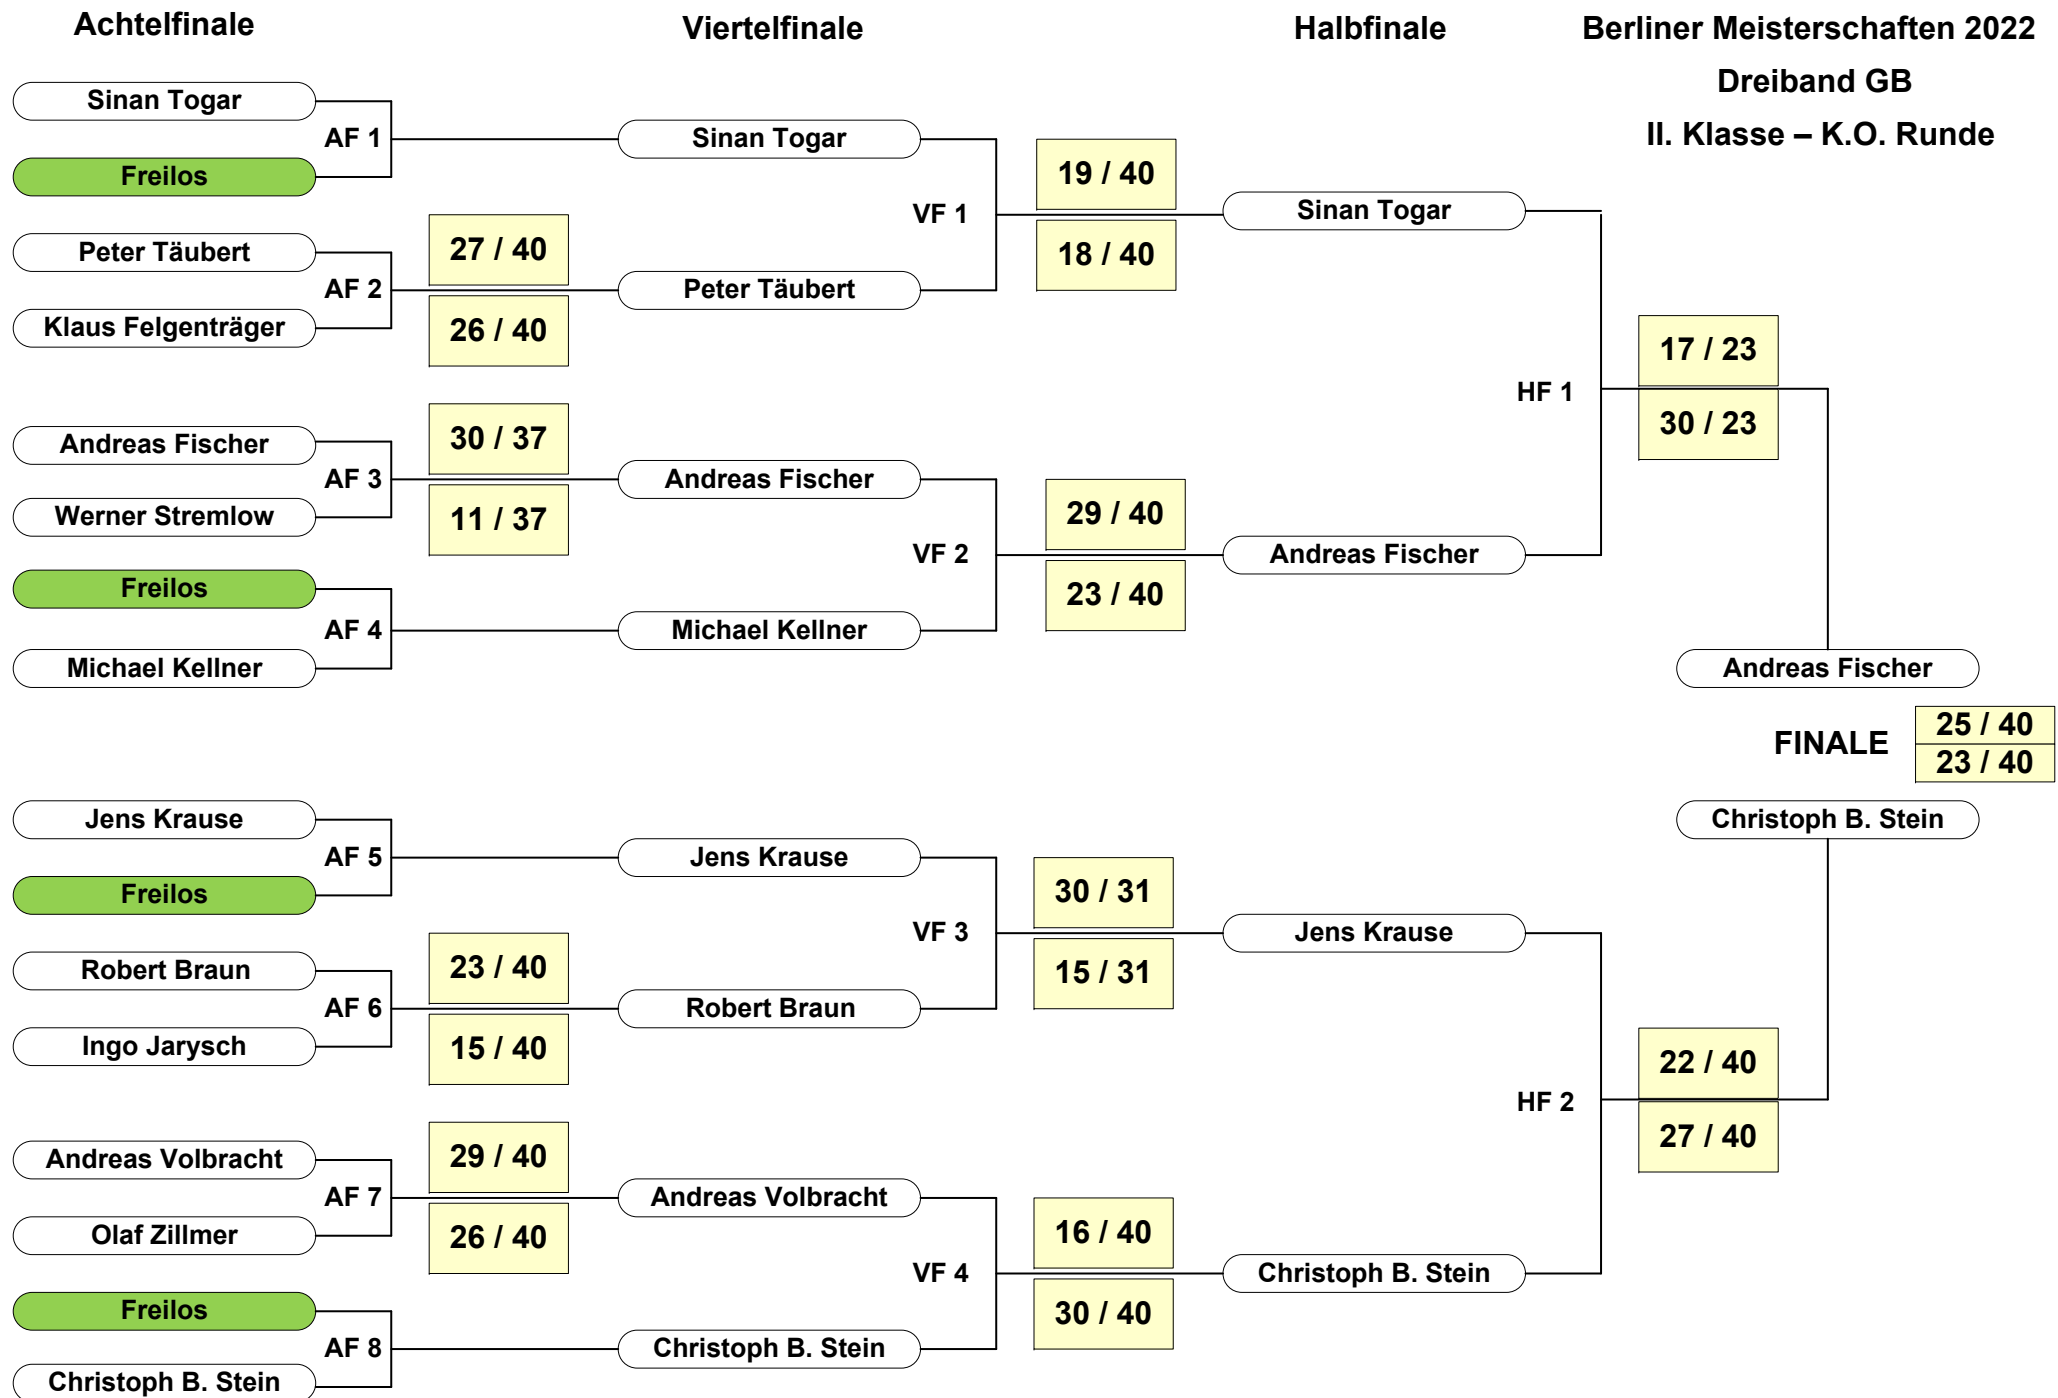 Achtelfinale
Viertelfinale
Halbfinale
Berliner Meisterschaften 2022
Dreiband GB
II. Klasse – K.O. Runde
Sinan Togar
AF 1
Freilos
Peter Täubert
AF 2
Klaus Felgenträger
27 / 40
26 / 40
Andreas Fischer
AF 3
Werner Stremlow
30 / 37
11 / 37
Freilos
AF 4
Michael Kellner
Jens Krause
AF 5
Freilos
Robert Braun
AF 6
Ingo Jarysch
23 / 40
15 / 40
Andreas Volbracht
AF 7
Olaf Zillmer
29 / 40
26 / 40
Freilos
AF 8
Christoph B. Stein
Sinan Togar
VF 1
Peter Täubert
19 / 40
18 / 40
Andreas Fischer
VF 2
Michael Kellner
29 / 40
23 / 40
Jens Krause
VF 3
Robert Braun
30 / 31
15 / 31
Andreas Volbracht
VF 4
Christoph B. Stein
16 / 40
30 / 40
Sinan Togar
HF 1
Andreas Fischer
17 / 23
30 / 23
Jens Krause
HF 2
Christoph B. Stein
22 / 40
27 / 40
Andreas Fischer
FINALE
25 / 40
23 / 40
Christoph B. Stein